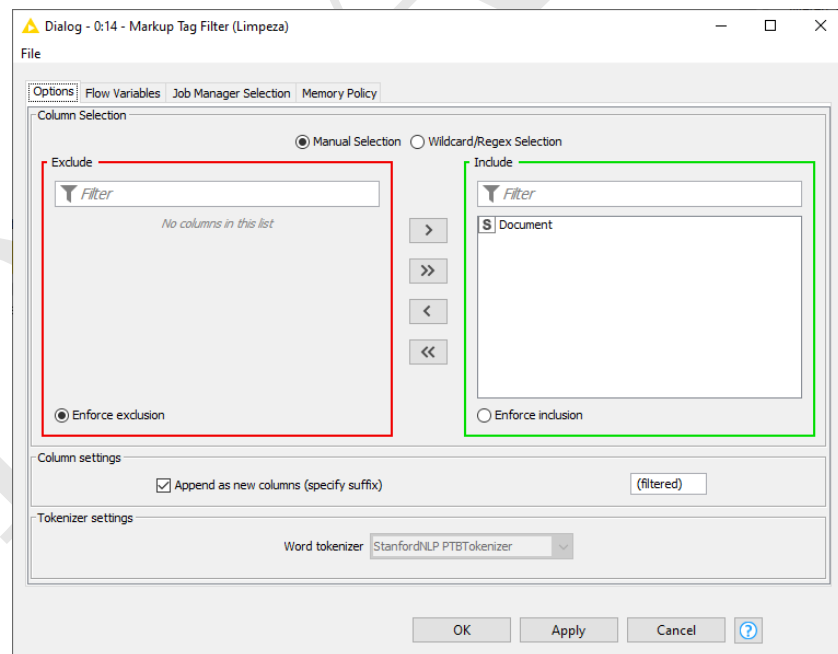 Dialog - 0:14 - Markup Tag Filter (Limpeza)
File
Options Flow Variables Job Manager Selection Memory Policy
Column Selection
Manual Selection Wildcard/Regex Selection
Exclude Include
Filter Filter
No columns in this list S Document
Enforce exclusion Enforce inclusion
Column settings
Append as new columns (specify suffix) (filtered)
Tokenizer settings
Word tokenizer StanfordNLP PTBTokenizer
OK Apply Cancel ?